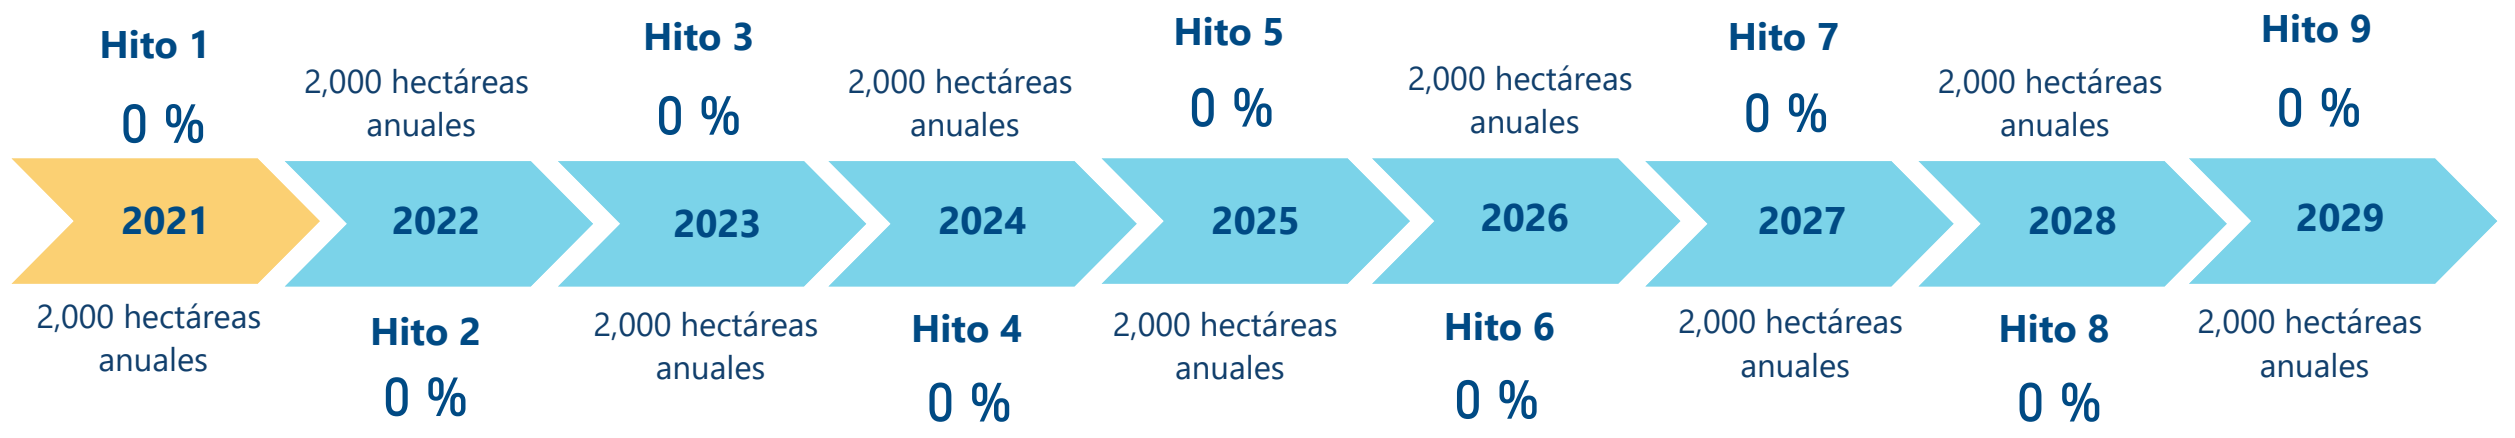 Hito 1
0 %
2021
2,000 hectáreas
anuales
2,000 hectáreas
anuales
2022
Hito 2
0 %
Hito 3
0 %
2023
2,000 hectáreas
anuales
2,000 hectáreas
anuales
2024
Hito 4
0 %
Hito 5
0 %
2025
2,000 hectáreas
anuales
2,000 hectáreas
anuales
2026
Hito 6
0 %
Hito 7
0 %
2027
2,000 hectáreas
anuales
2,000 hectáreas
anuales
2028
Hito 8
0 %
Hito 9
0 %
2029
2,000 hectáreas
anuales